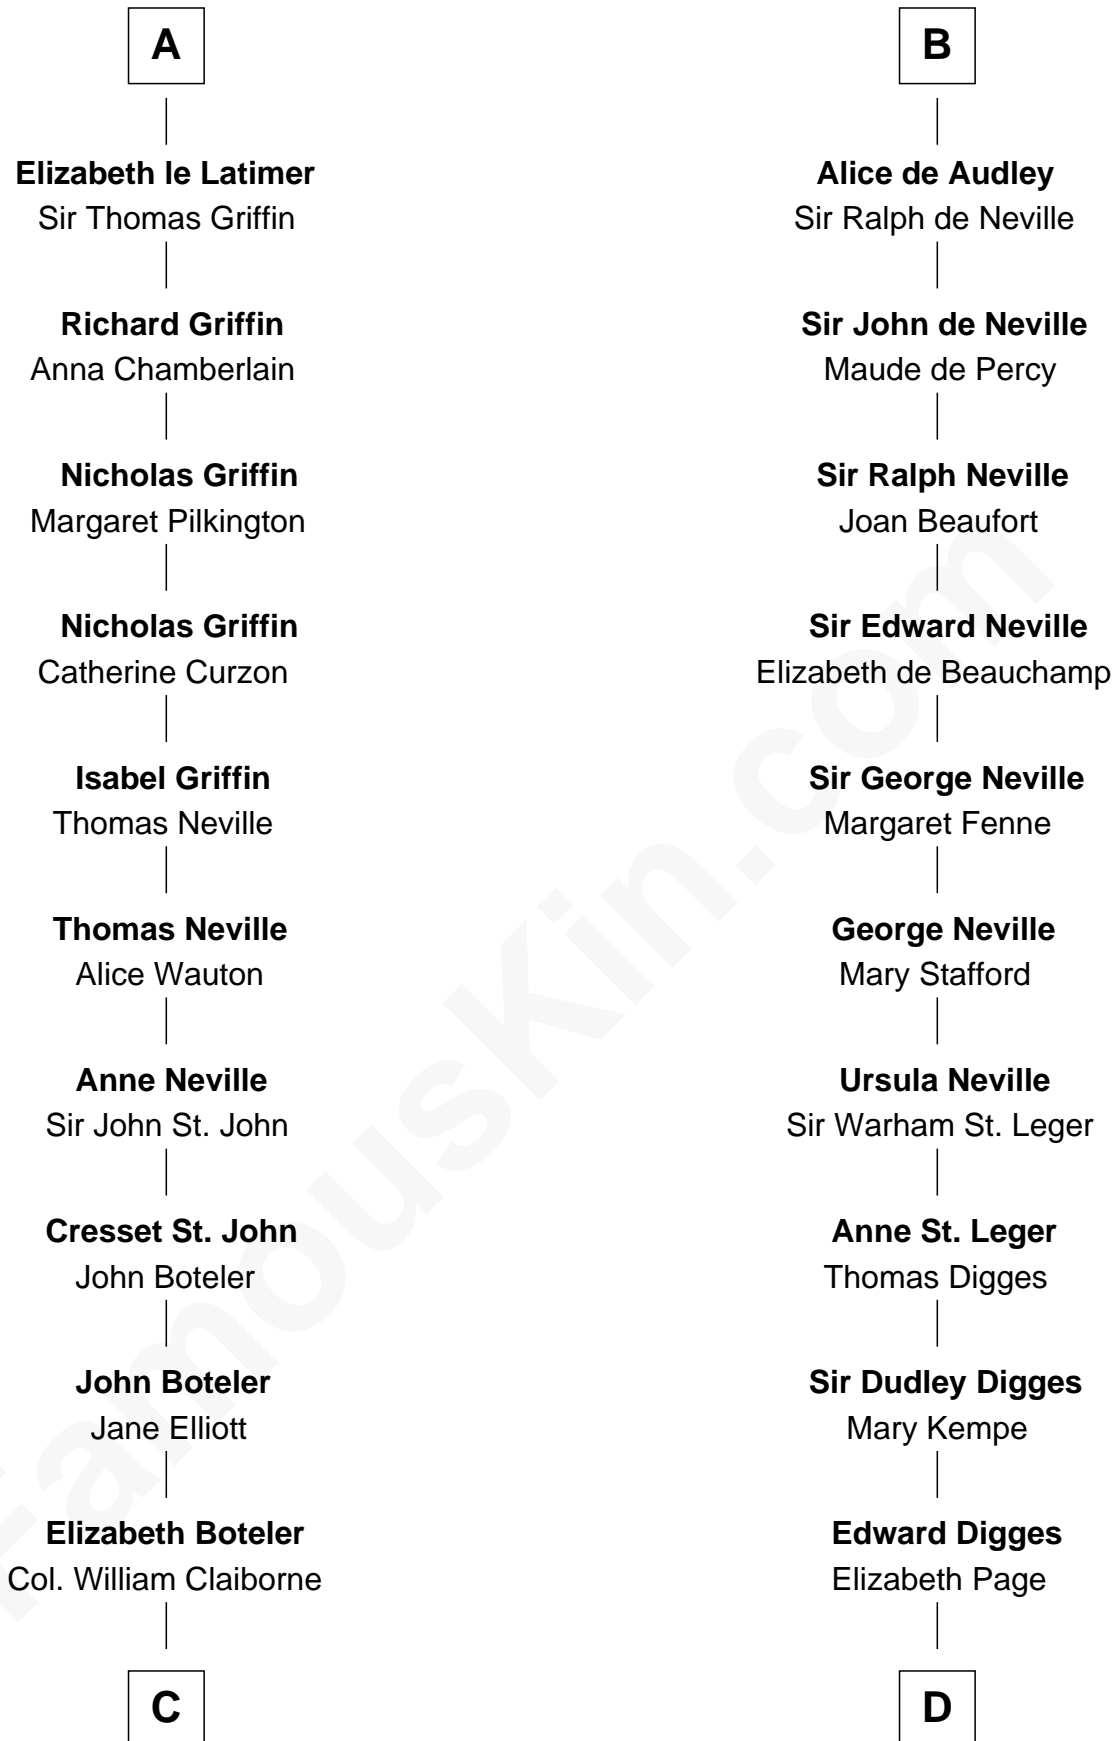 A
Elizabeth le Latimer
Sir Thomas Griffin
Richard Griffin
Anna Chamberlain
Nicholas Griffin
Margaret Pilkington
Nicholas Griffin
Catherine Curzon
Isabel Griffin
Thomas Neville
Thomas Neville
Alice Wauton
Anne Neville
Sir John St. John
Cresset St. John
John Boteler
John Boteler
Jane Elliott
Elizabeth Boteler
Col. William Claiborne
C
B
Alice de Audley
Sir Ralph de Neville
Sir John de Neville
Maude de Percy
Sir Ralph Neville
Joan Beaufort
Sir Edward Neville
Elizabeth de Beauchamp
Sir George Neville
Margaret Fenne
George Neville
Mary Stafford
Ursula Neville
Sir Warham St. Leger
Anne St. Leger
Thomas Digges
Sir Dudley Digges
Mary Kempe
Edward Digges
Elizabeth Page
D
FamousKin.com